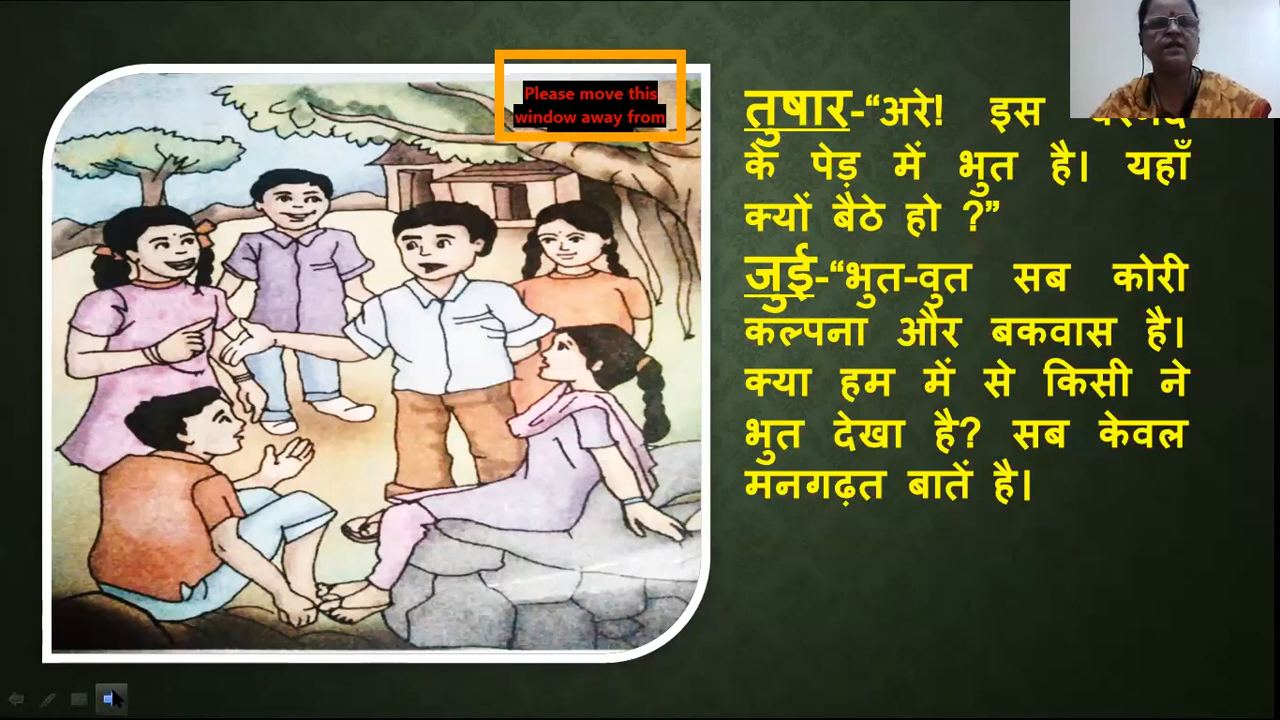 Please move this
window away from
तुषार-“अरे! इस
के पेड़ में भुत है। यहाँ
क्यों बैठे हो ?”
जुई-“भुत-वुत सब कोरी
कल्पना और बकवास है।
क्या हम में से किसी ने
भुत देखा है? सब केवल
मनगढ़त बातें है।